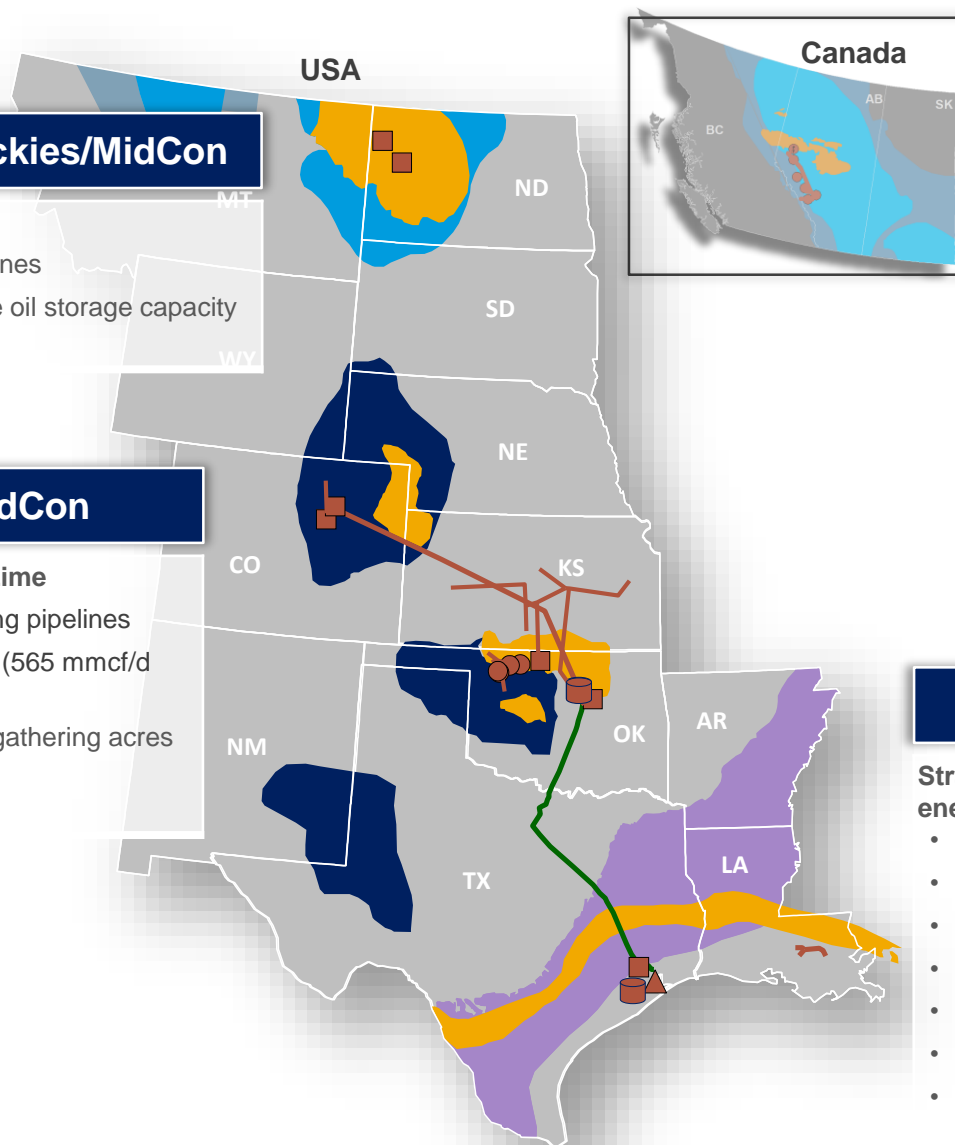 USA
Canada
AB
SK
BC
ckies/MidCon
ND
MT
nes
e oil storage capacity
SD
WY
NE
dCon
CO
KS
ime
ng pipelines
(565 mmcf/d
gathering acres
NM
OK
AR
TX
LA
Str
ene
•
•
•
•
•
•
•